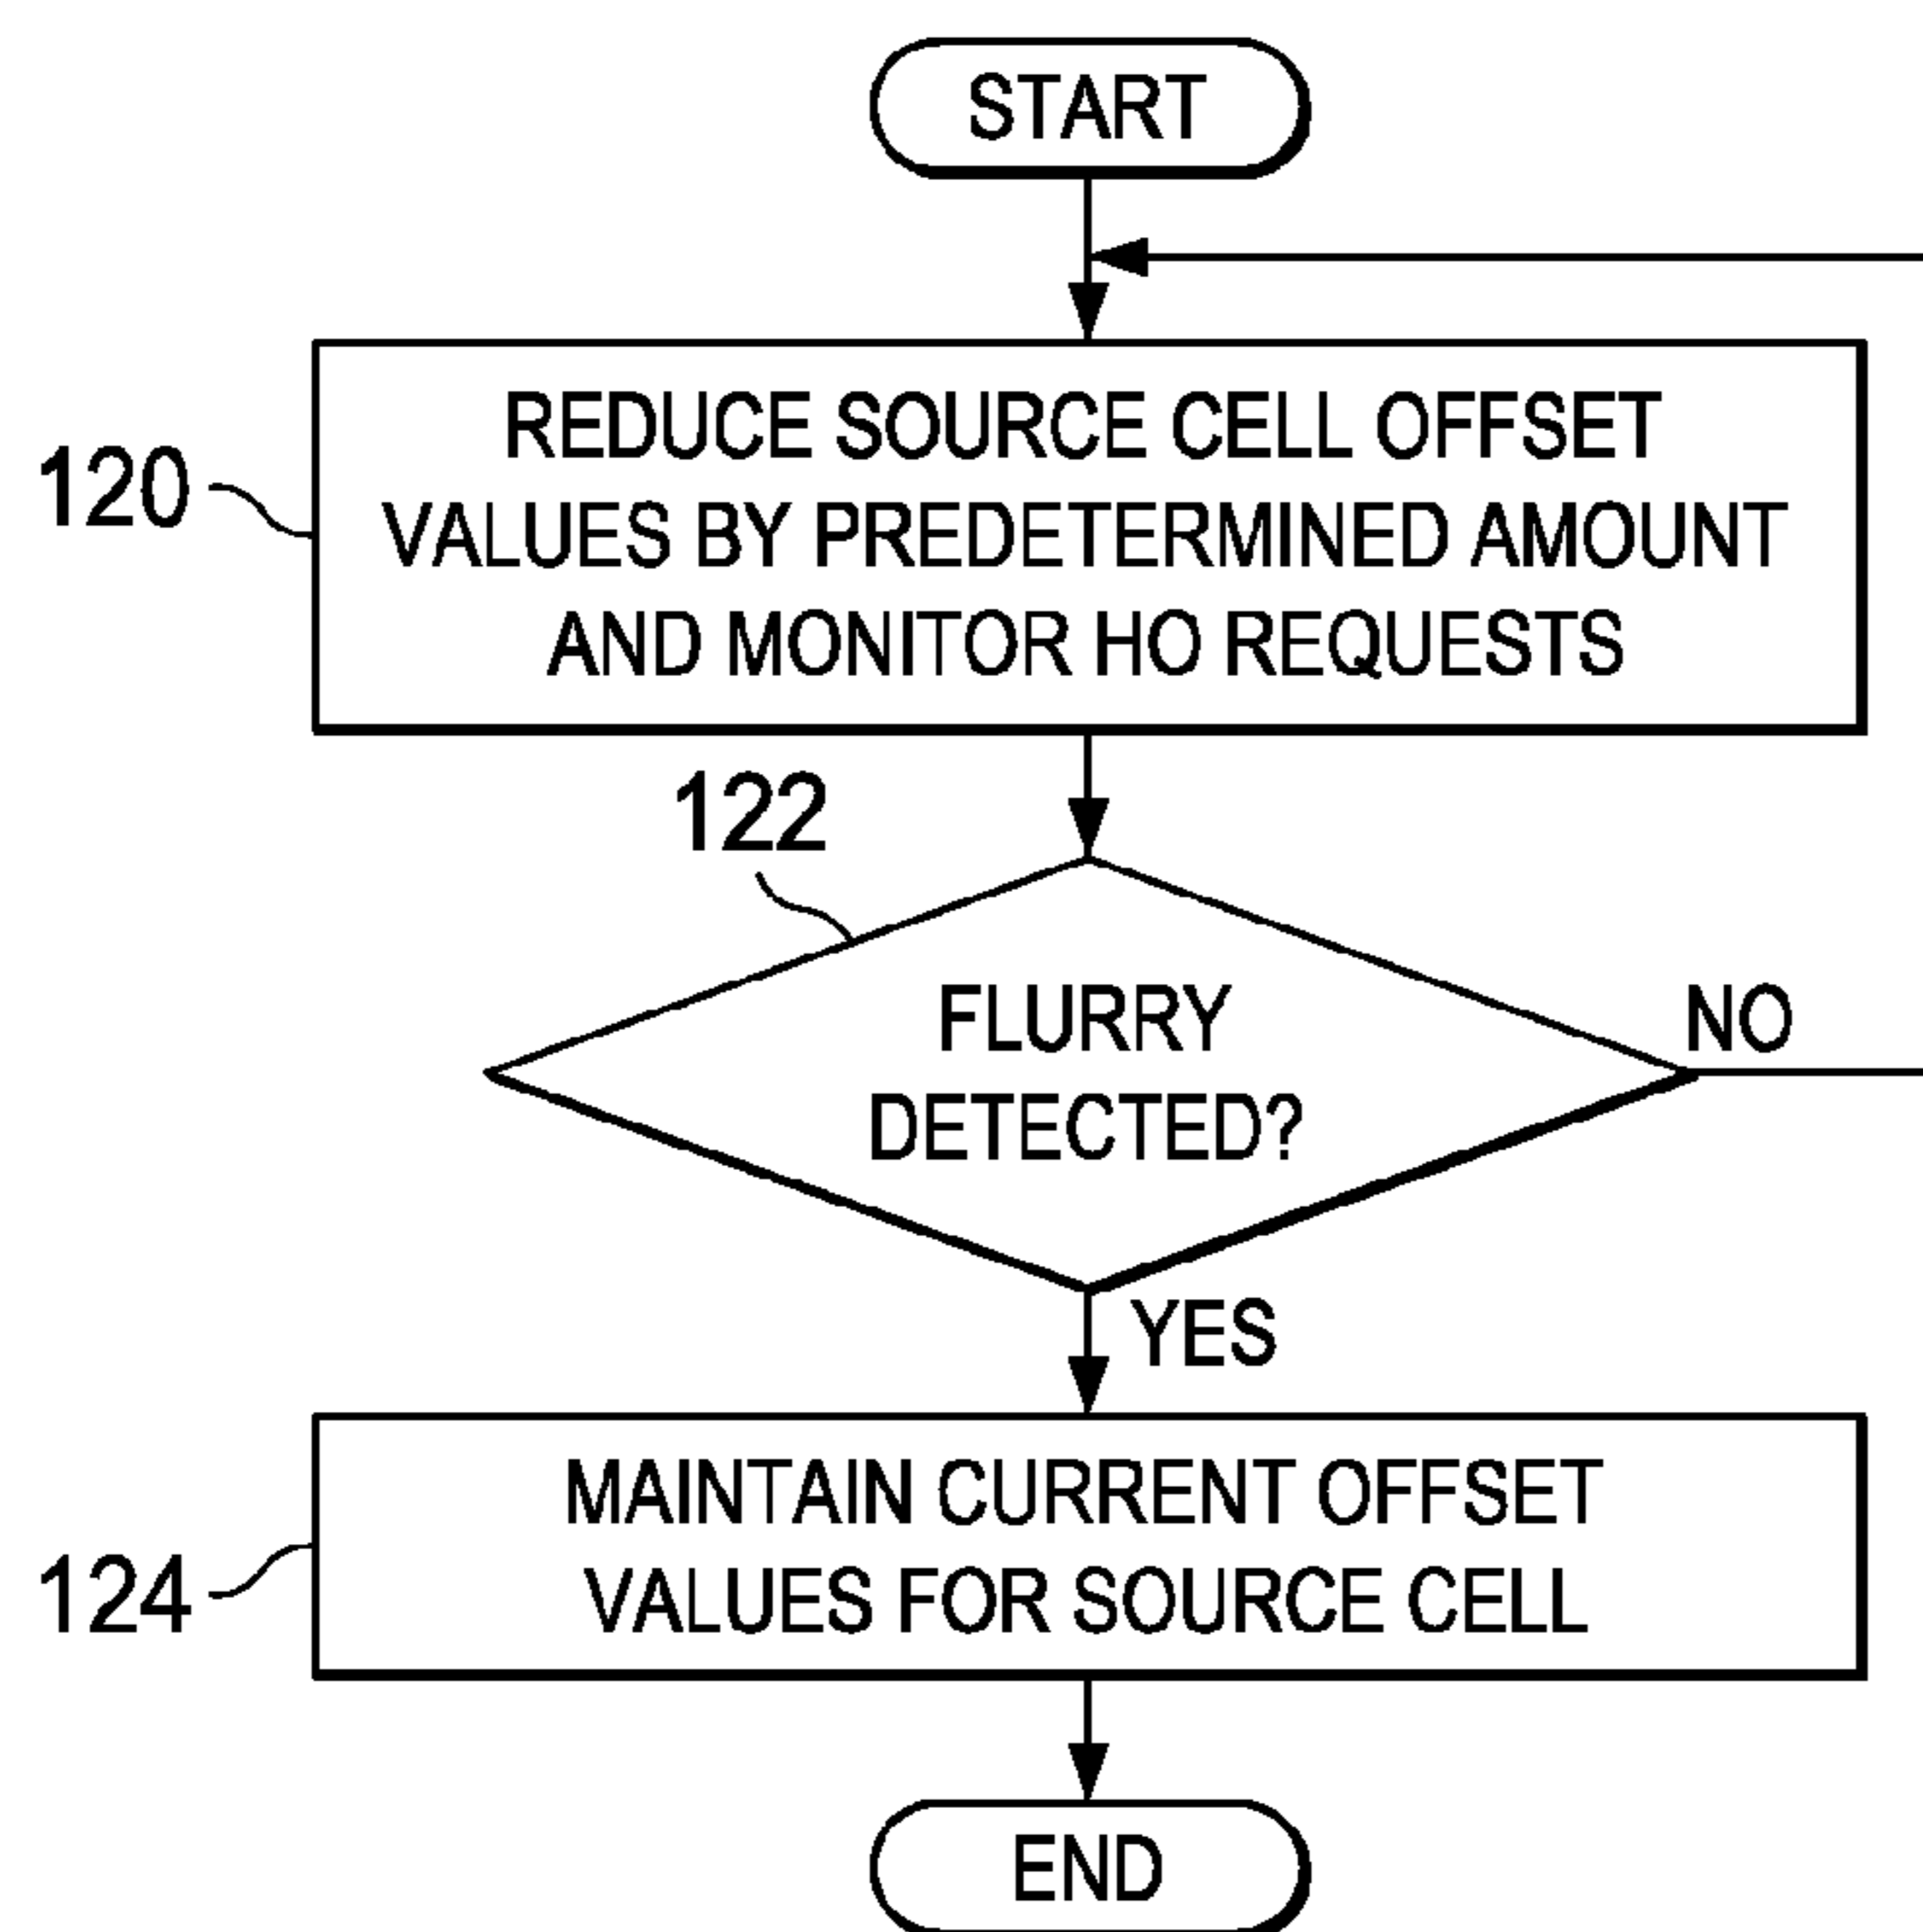 START
120
REDUCE SOURCE CELL OFFSET
VALUES BY PREDETERMINED AMOUNT
AND MONITOR HO REQUESTS
122
FLURRY
DETECTED?
NO
YES
124
MAINTAIN CURRENT OFFSET
VALUES FOR SOURCE CELL
END